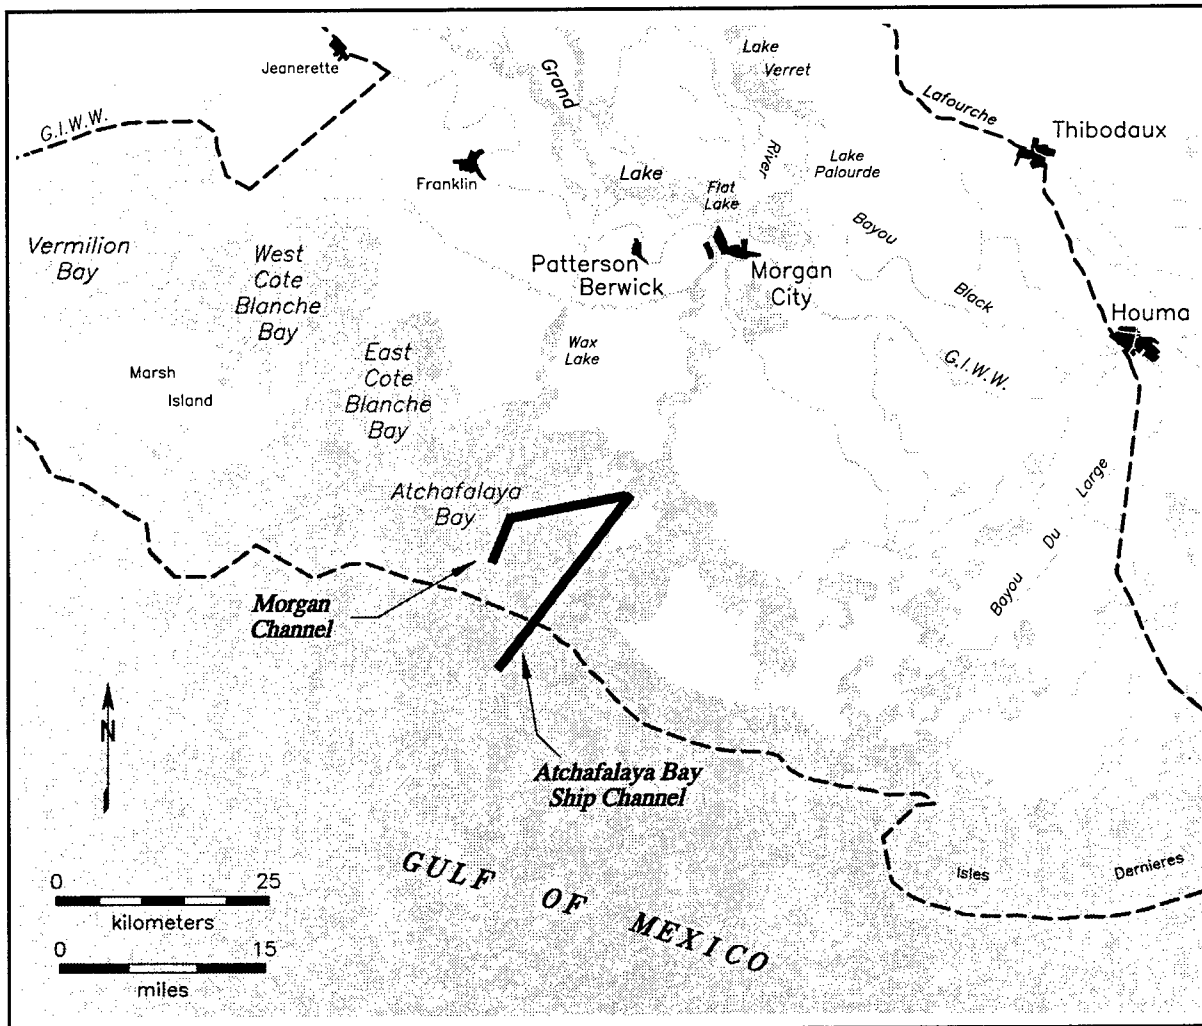 Jeanerette
G.I.W.W.
Grand
Lake
Lake
Verret
Lafourche
Thibodaux
Franklin
River
Lake
Palourde
Flat
Lake
Vermilion
Bay
West
Cote
Blanche
Bay
Patterson
Berwick
Morgan
City
Bayou
Black
Houma
Marsh
Island
East
Cote
Blanche
Bay
Wax
Lake
G.I.W.W.
Atchafalaya
Bay
Bayou Du Large
Morgan
Channel
N
Atchafalaya Bay
Ship Channel
GULF OF MEXICO
Isles Dernieres
0 25
kilometers
0 15
miles